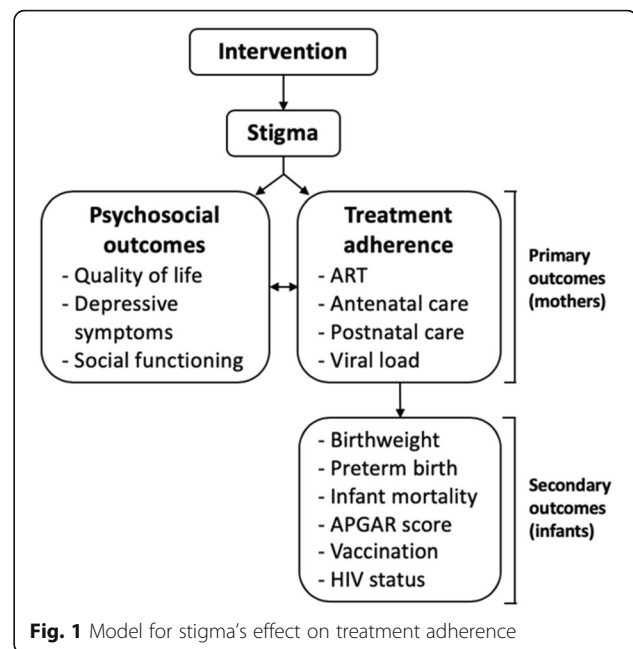 Intervention
Stigma
Psychosocial
outcomes
- Quality of life
- Depressive
symptoms
- Social functioning
Treatment
adherence
- ART
- Antenatal care
- Postnatal care
- Viral load
Primary
outcomes
(mothers)
- Birthweight
- Preterm birth
- Infant mortality
- APGAR score
- Vaccination
- HIV status
Secondary
outcomes
(infants)
Fig. 1 Model for stigma's effect on treatment adherence